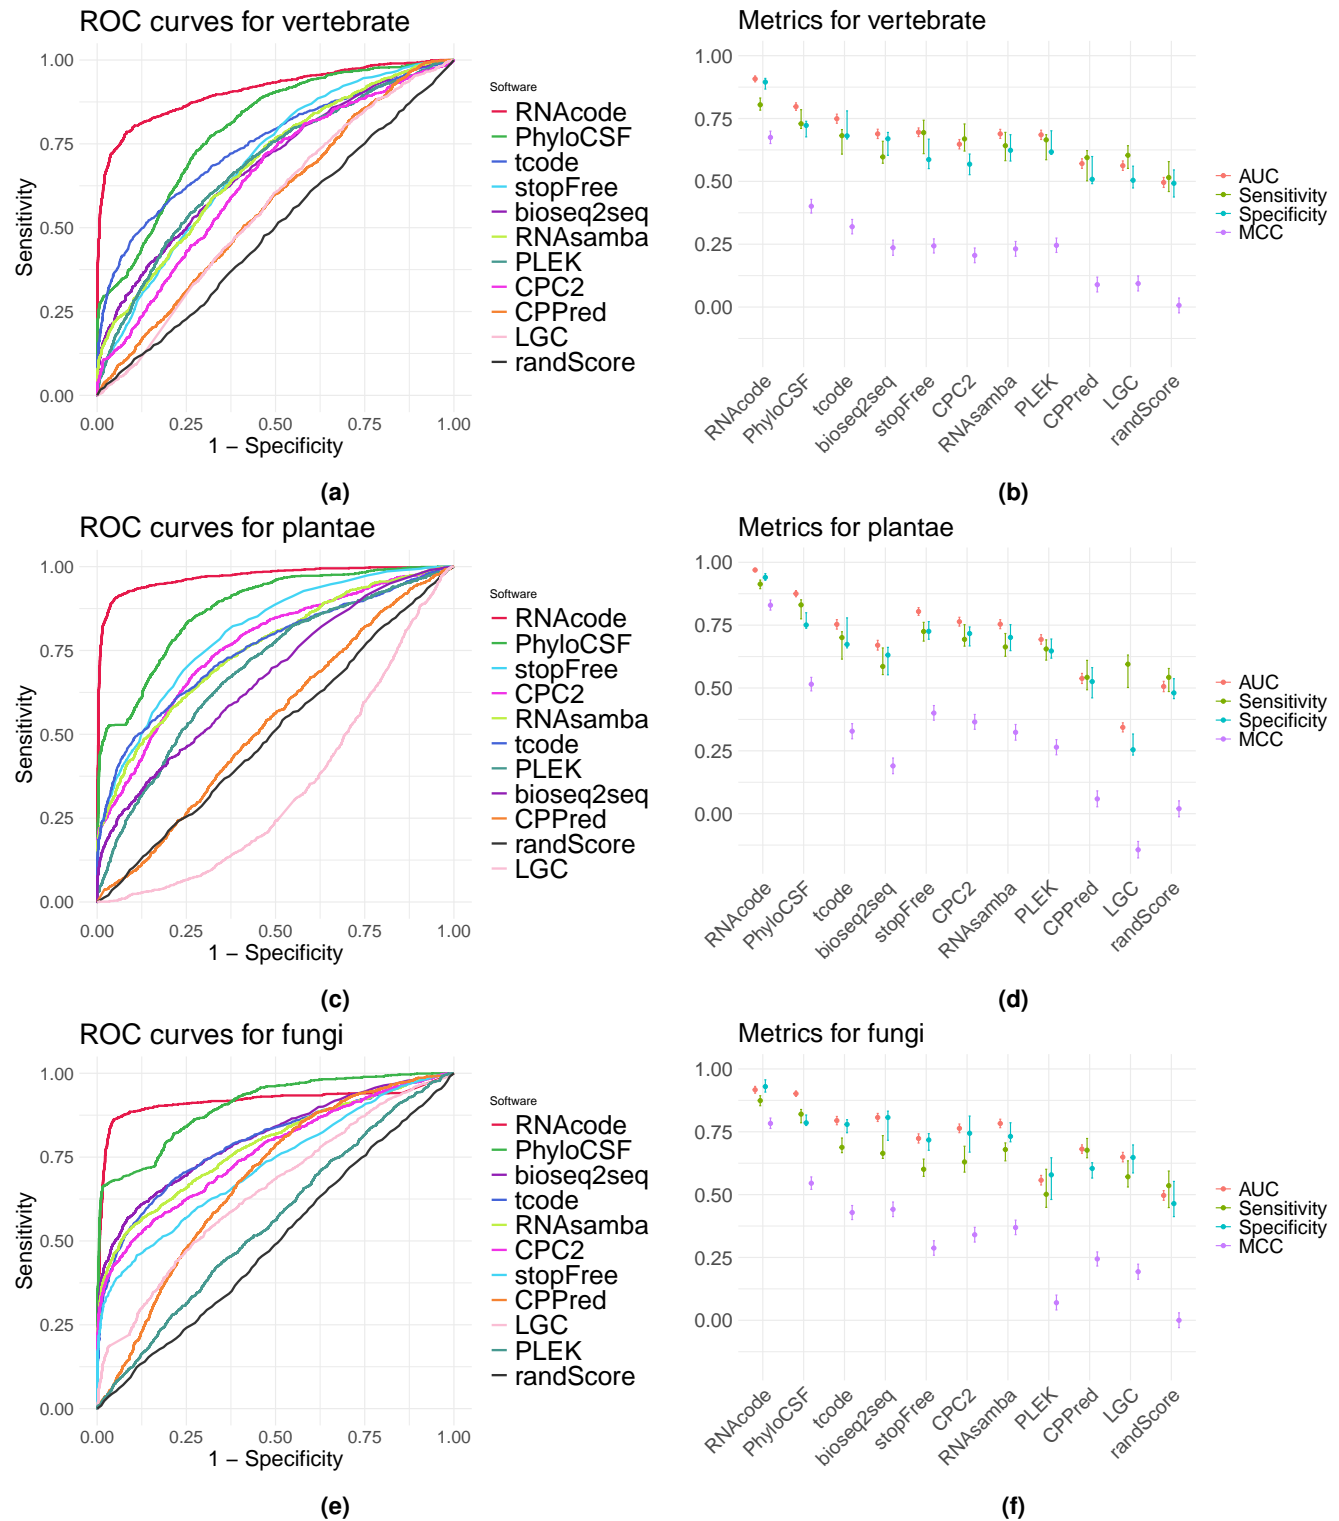 ROC curves for vertebrate
1.00
0.75
0.50
0.25
0.00
Sensitivity
0.00 0.25 0.50 0.75 1.00
1 − Specificity
Software
RNAcode
PhyloCSF
tcode
stopFree
bioseq2seq
RNAsamba
PLEK
CPC2
CPPred
LGC
randScore
(a)
Metrics for vertebrate
1.00
0.75
0.50
0.25
0.00
RNAcode
PhyloCSF
tcode
bioseq2seq
stopFree
CPC2
RNAsamba
PLEK
CPPred
LGC
randScore
AUC
Sensitivity
Specificity
MCC
(b)
ROC curves for plantae
1.00
0.75
0.50
0.25
0.00
Sensitivity
0.00 0.25 0.50 0.75 1.00
1 − Specificity
Software
RNAcode
PhyloCSF
stopFree
CPC2
RNAsamba
tcode
PLEK
bioseq2seq
CPPred
randScore
LGC
(c)
Metrics for plantae
1.00
0.75
0.50
0.25
0.00
RNAcode
PhyloCSF
tcode
bioseq2seq
stopFree
CPC2
RNAsamba
PLEK
CPPred
LGC
randScore
AUC
Sensitivity
Specificity
MCC
(d)
ROC curves for fungi
1.00
0.75
0.50
0.25
0.00
Sensitivity
0.00 0.25 0.50 0.75 1.00
1 − Specificity
Software
RNAcode
PhyloCSF
bioseq2seq
tcode
RNAsamba
CPC2
stopFree
CPPred
LGC
PLEK
randScore
(e)
Metrics for fungi
1.00
0.75
0.50
0.25
0.00
RNAcode
PhyloCSF
tcode
bioseq2seq
stopFree
CPC2
RNAsamba
PLEK
CPPred
LGC
randScore
AUC
Sensitivity
Specificity
MCC
(f)